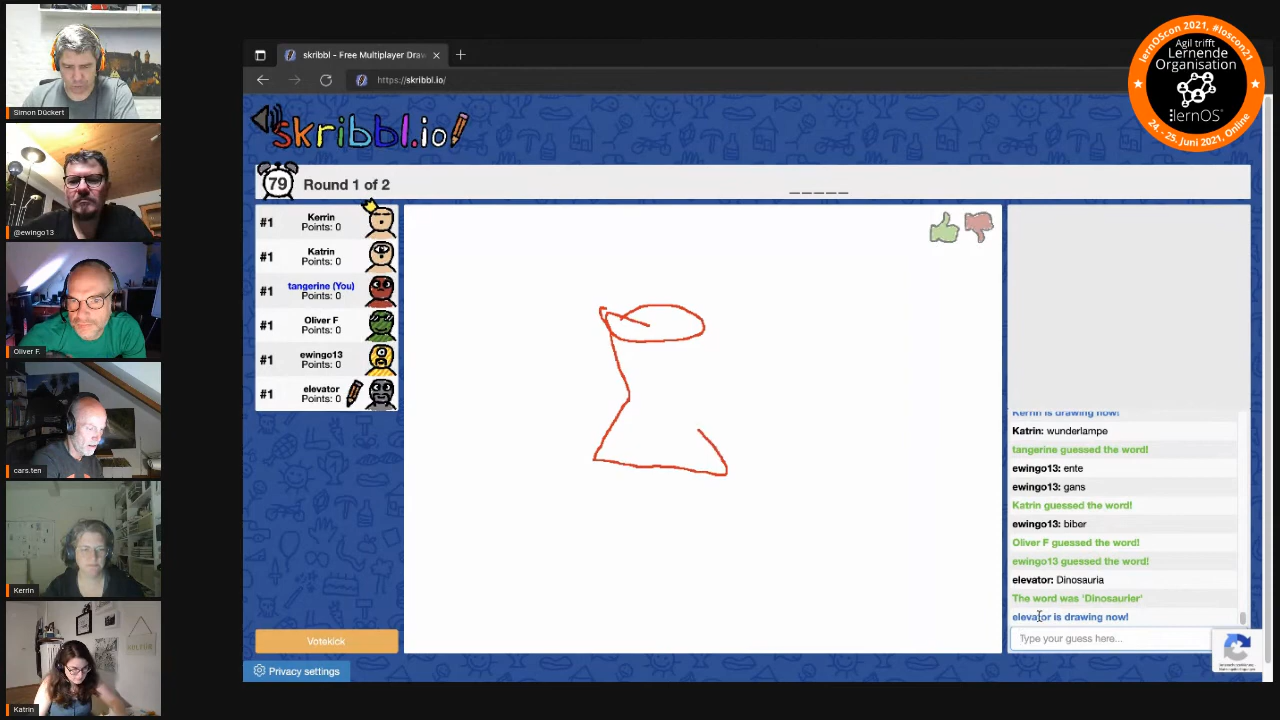 Simon Dückert
@ewingo13
Oliver F.
cars.ten
Kerrin
Katrin
KULTUR
skribbl - Free Multiplayer Draw
https://skribbl.io/
lernOScon 2021, #loscon21
Agil trifft
Lernende
Organisation
lernOS
24. - 25. Juni 2021, Online
skribbl.io
79
Round 1 of 2
_____
#1 Kerrin
Points: 0
#1 Katrin
Points: 0
#1 tangerine (You)
Points: 0
#1 Oliver F
Points: 0
#1 ewingo13
Points: 0
#1 elevator
Points: 0
Kerrin is drawing now!
Katrin: wunderlampe
tangerine guessed the word!
ewingo13: ente
ewingo13: gans
Katrin guessed the word!
ewingo13: biber
Oliver F guessed the word!
ewingo13 guessed the word!
elevator: Dinosauria
The word was 'Dinosaurier'
elevator is drawing now!
Type your guess here...
Votekick
Privacy settings